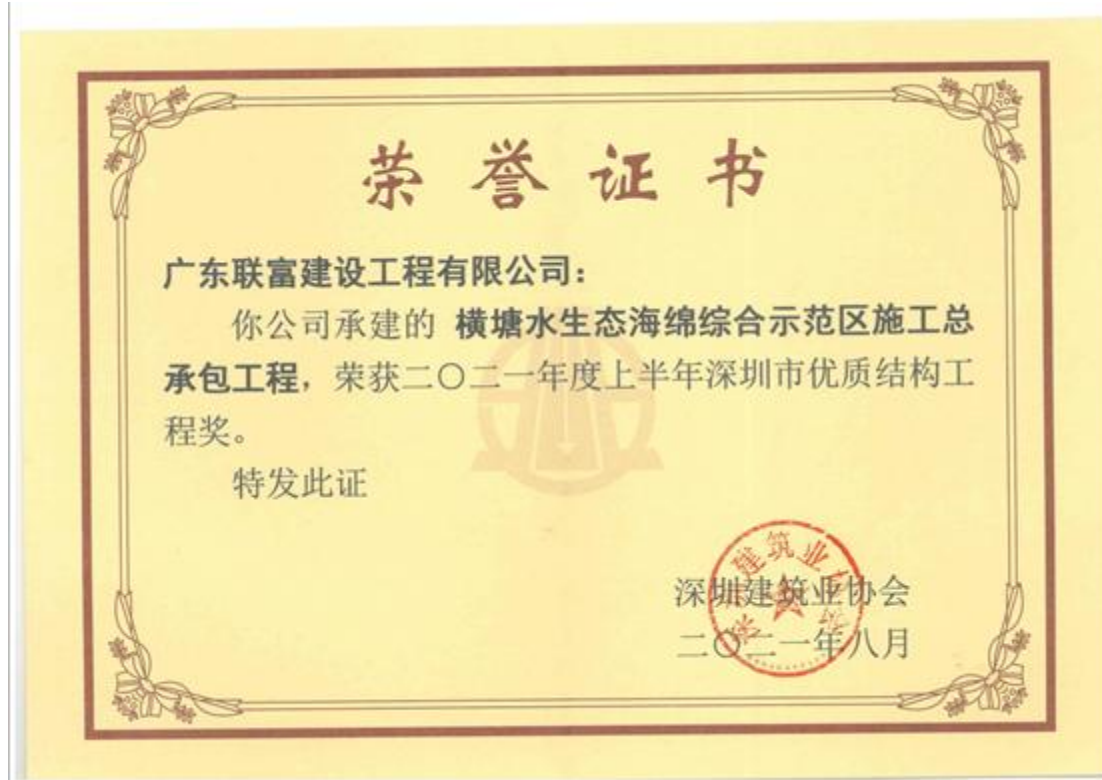 荣誉证书
广东联富建设工程有限公司：
你公司承建的 横塘水生态海绵综合示范区施工总
承包工程，荣获二〇二一年度上半年深圳市优质结构工
程奖。
特发此证
深圳建筑业协会
二〇二一年八月